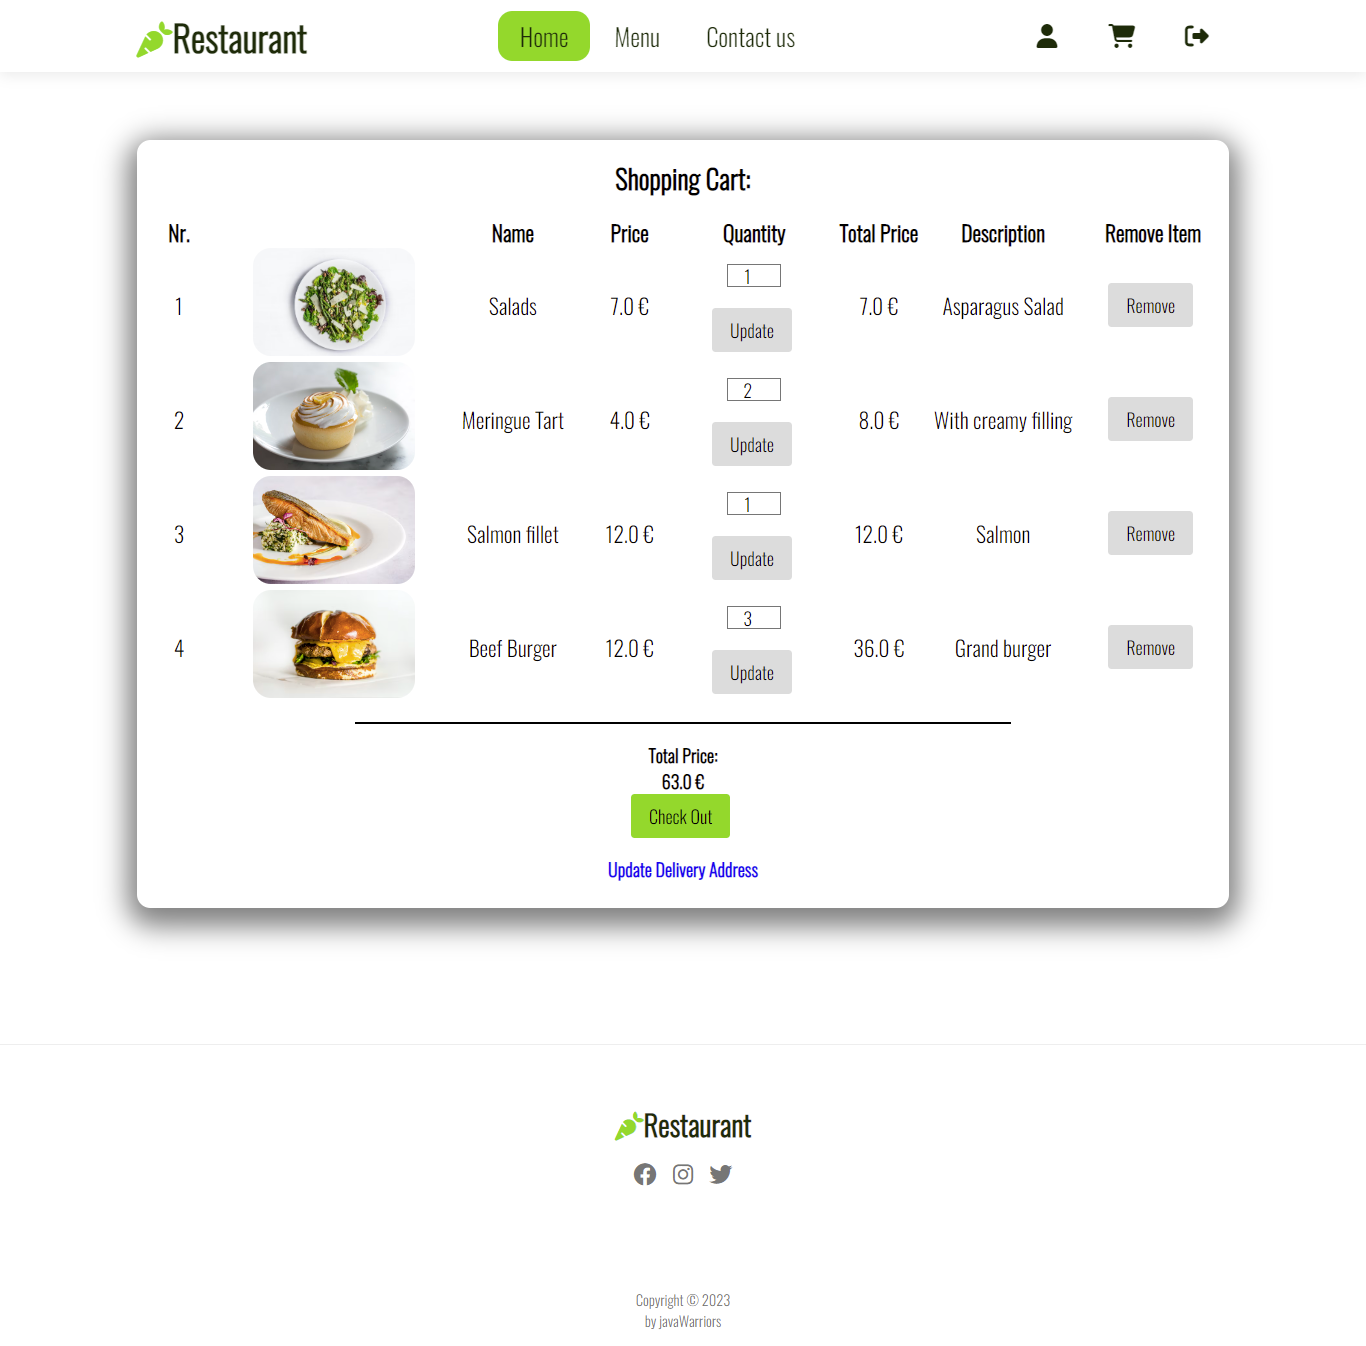 Restaurant
Home Menu Contact us
Shopping Cart:
Nr. Name Price Quantity Total Price Description Remove Item
1 Salads 7.0 € 1 Update 7.0 € Asparagus Salad Remove
2 Meringue Tart 4.0 € 2 Update 8.0 € With creamy filling Remove
3 Salmon fillet 12.0 € 1 Update 12.0 € Salmon Remove
4 Beef Burger 12.0 € 3 Update 36.0 € Grand burger Remove
Total Price:
63.0 €
Check Out
Update Delivery Address
Restaurant
Copyright © 2023
by javaWarriors